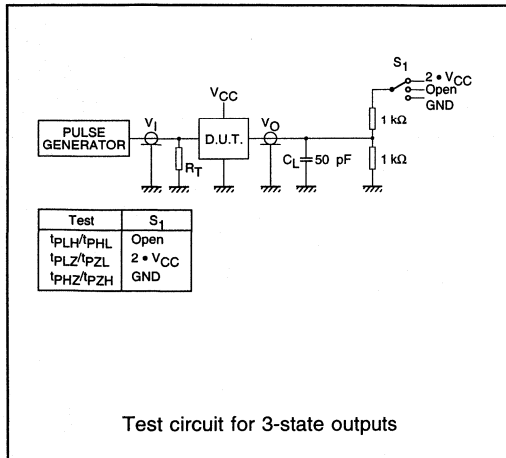 S1
2 • VCC
Open
GND
VCC
VI
VO
PULSE
GENERATOR
D.U.T.
1 kΩ
RT
CL
50 pF
1 kΩ
Test S1
tPLH/tPHL Open
tPLZ/tPZL 2 • VCC
tPHZ/tPZH GND
Test circuit for 3-state outputs